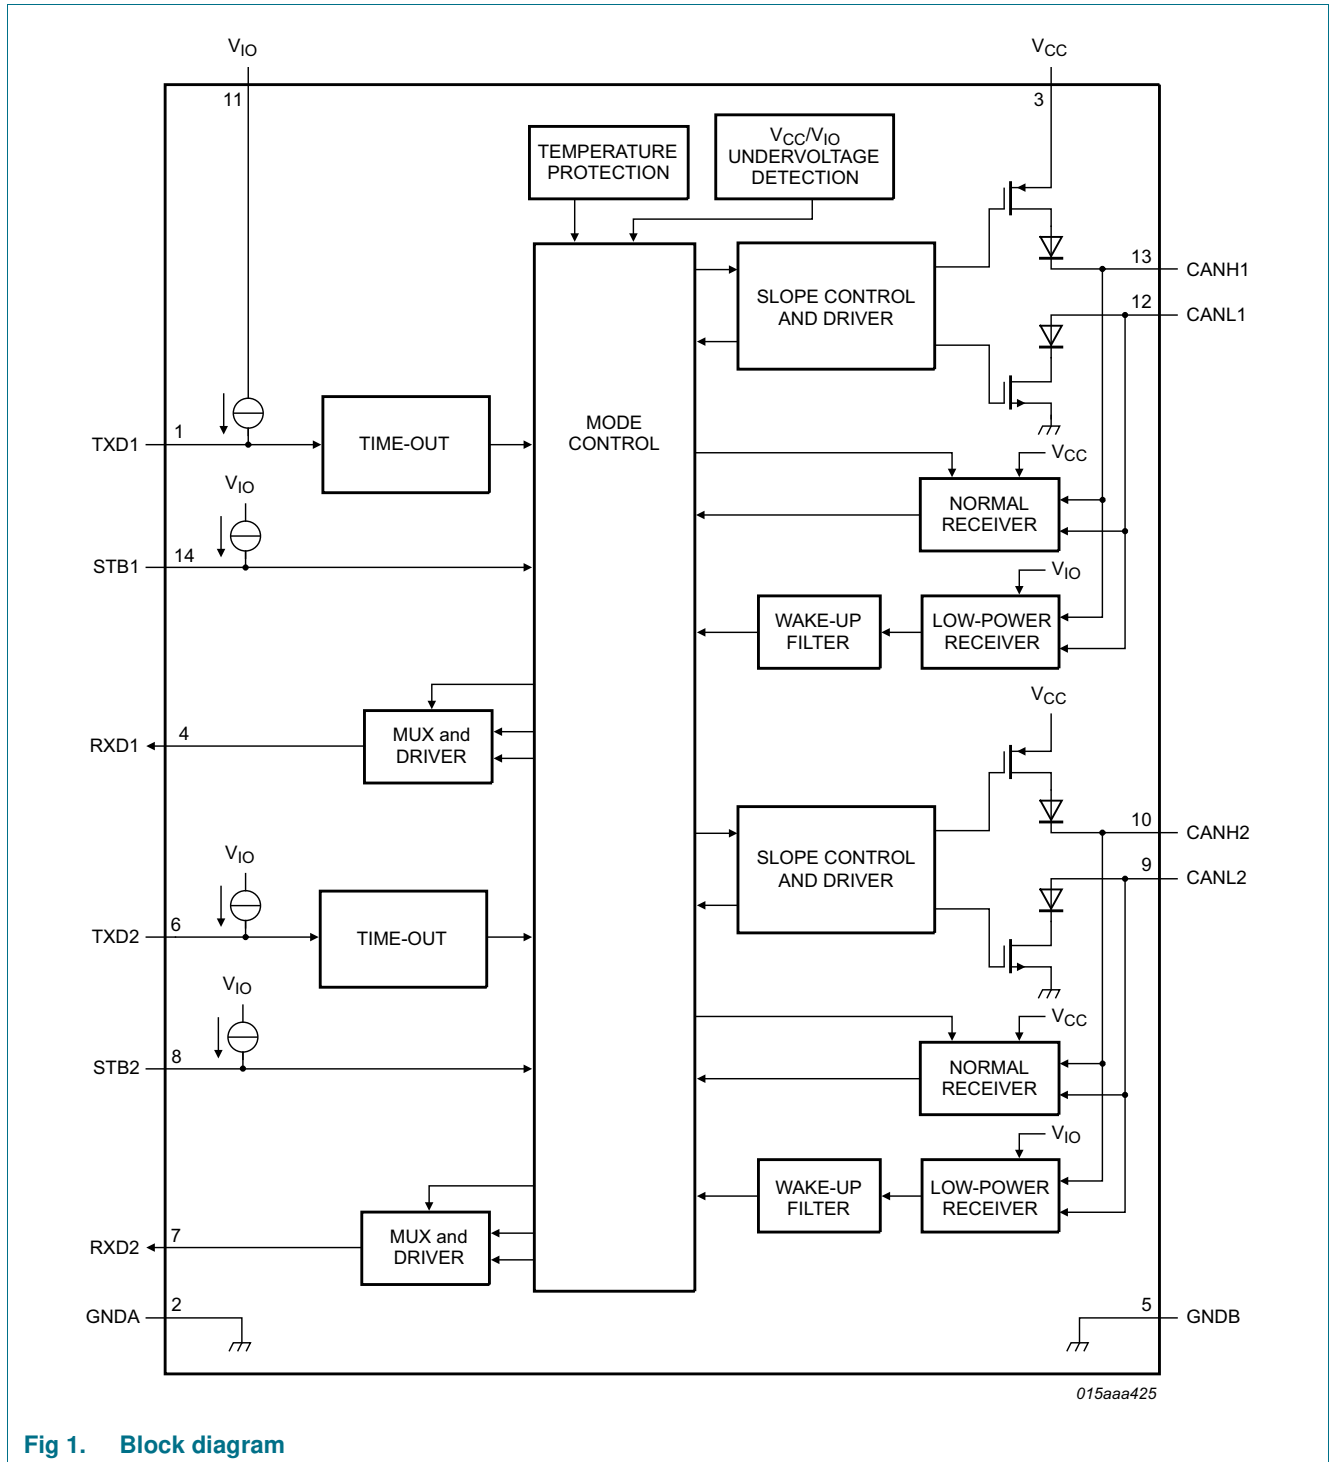 VIO
VCC
11
3
TEMPERATURE
PROTECTION
VCC/VIO
UNDERVOLTAGE
DETECTION
13
CANH1
SLOPE CONTROL
AND DRIVER
12
CANL1
MODE
CONTROL
TXD1
1
TIME-OUT
VCC
VIO
NORMAL
RECEIVER
STB1
14
VIO
WAKE-UP
FILTER
LOW-POWER
RECEIVER
VCC
RXD1
4
MUX and
DRIVER
10
CANH2
SLOPE CONTROL
AND DRIVER
VIO
9
CANL2
TXD2
6
TIME-OUT
VIO
VCC
STB2
8
NORMAL
RECEIVER
VIO
WAKE-UP
FILTER
LOW-POWER
RECEIVER
RXD2
7
MUX and
DRIVER
GNDA
2
5
GNDB
015aaa425
Fig 1. Block diagram